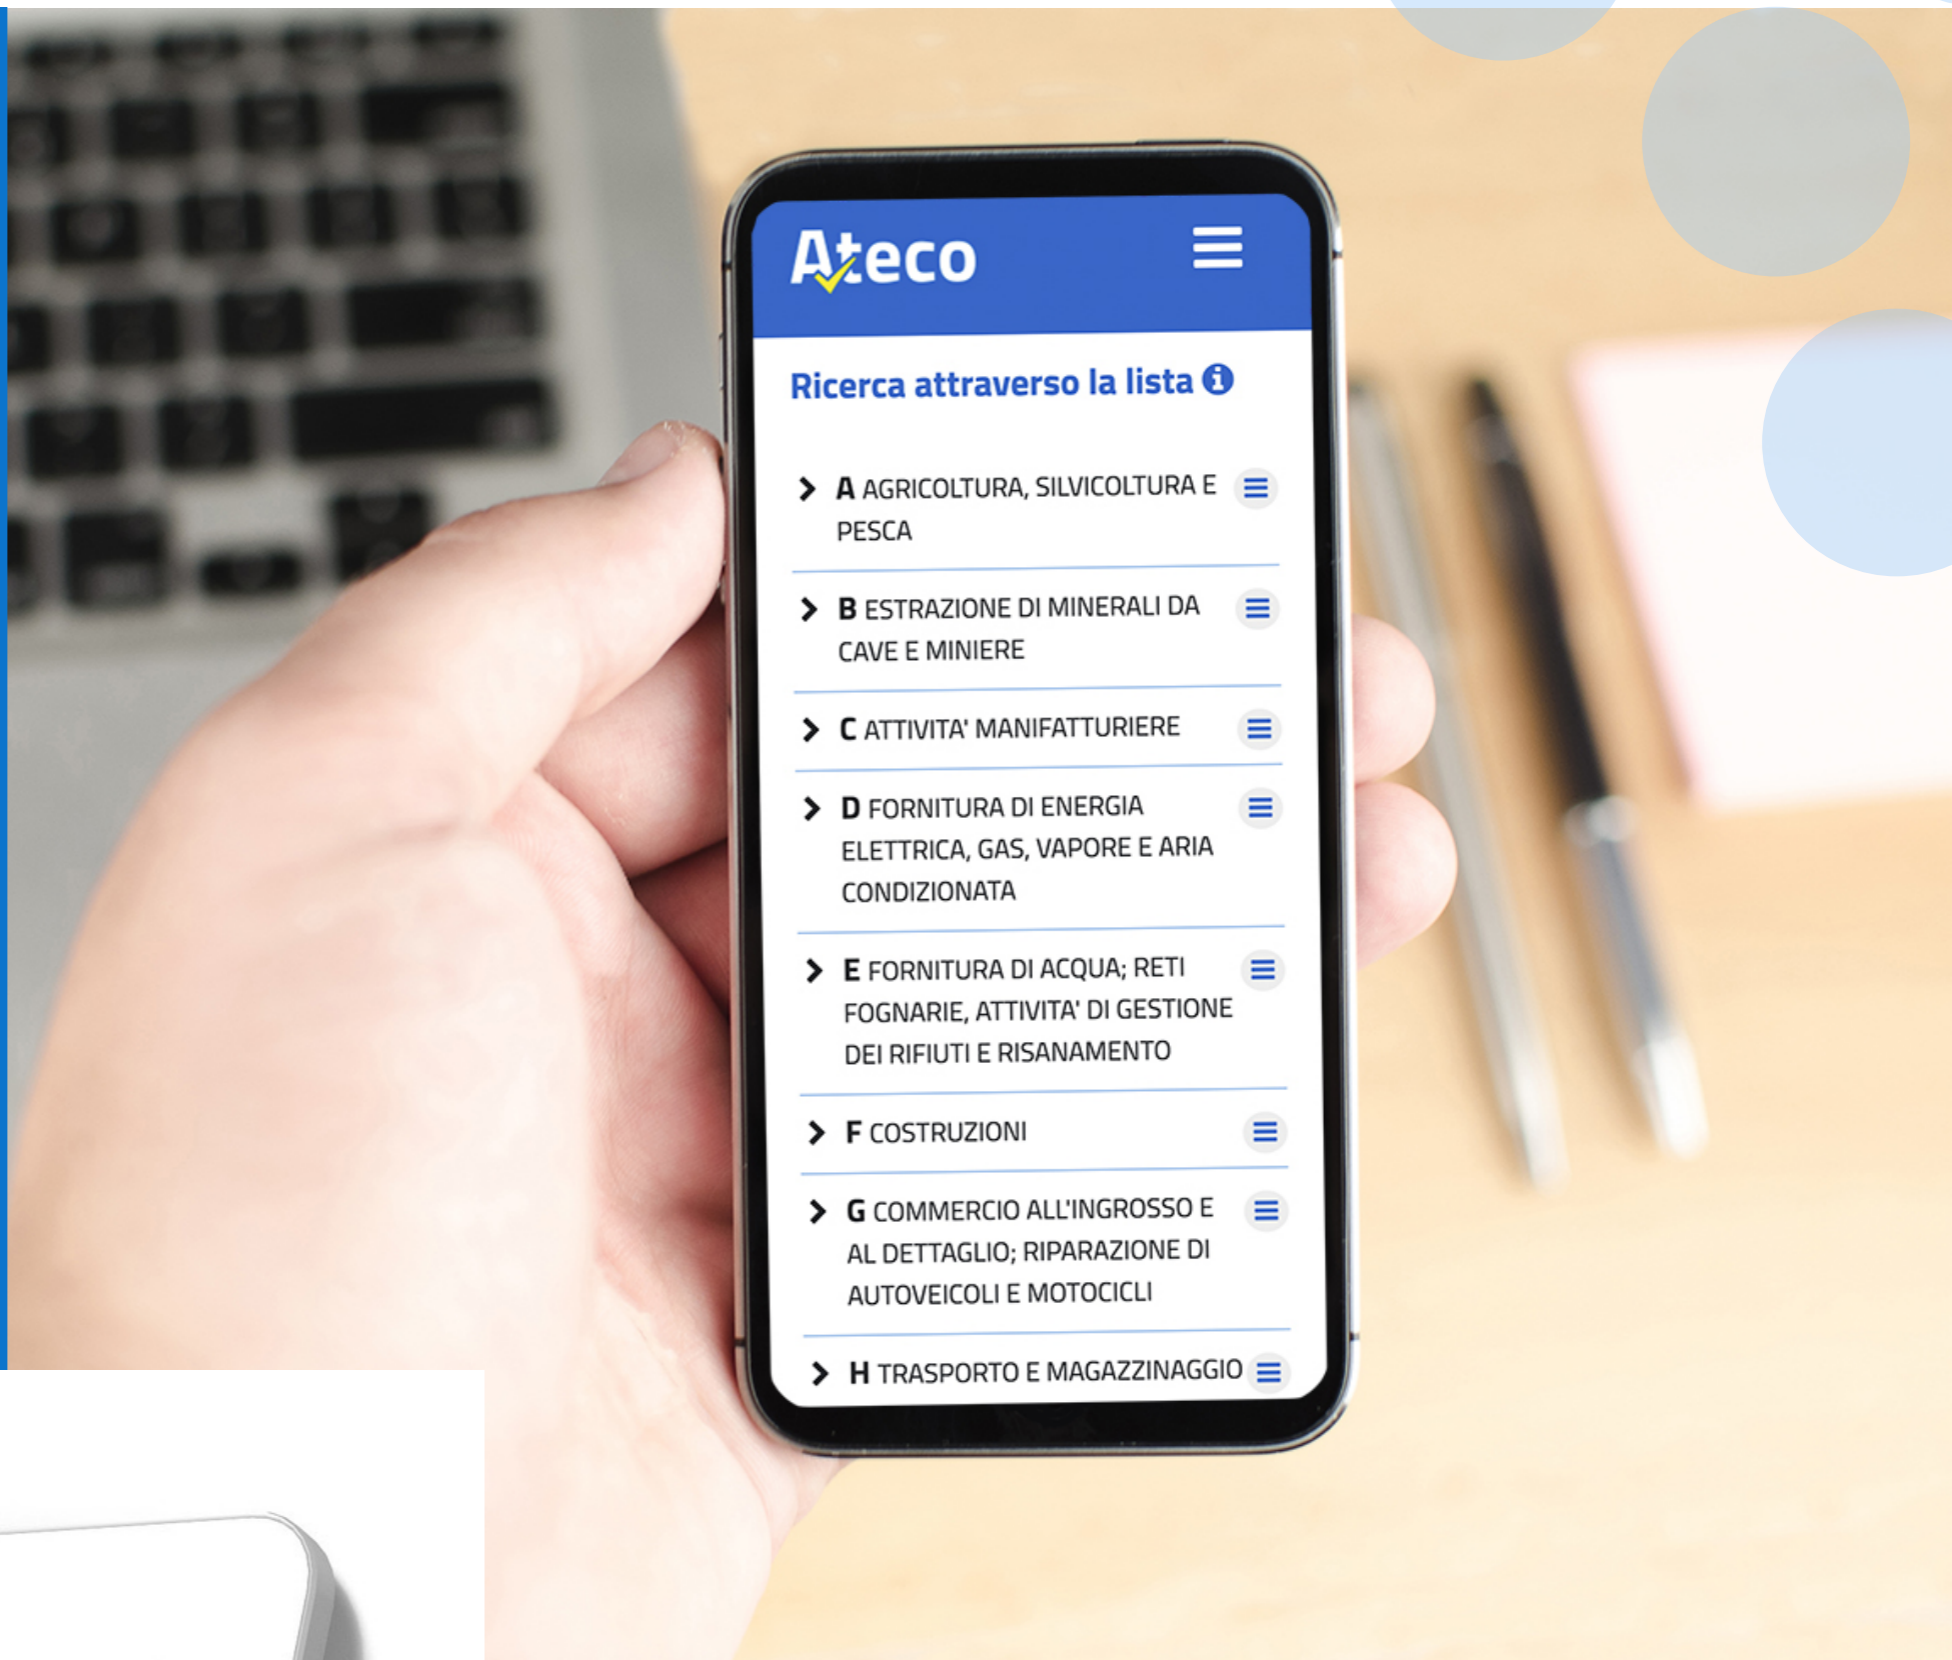 Ateco
Ricerca attraverso la lista
A AGRICOLTURA, SILVICOLTURA E
PESCA
B ESTRAZIONE DI MINERALI DA
CAVE E MINIERE
C ATTIVITA' MANIFATTURIERE
D FORNITURA DI ENERGIA
ELETTRICA, GAS, VAPORE E ARIA
CONDIZIONATA
E FORNITURA DI ACQUA; RETI
FOGNARIE, ATTIVITA' DI GESTIONE
DEI RIFIUTI E RISANAMENTO
F COSTRUZIONI
G COMMERCIO ALL'INGROSSO E
AL DETTAGLIO; RIPARAZIONE DI
AUTOVEICOLI E MOTOCICLI
H TRASPORTO E MAGAZZINAGGIO